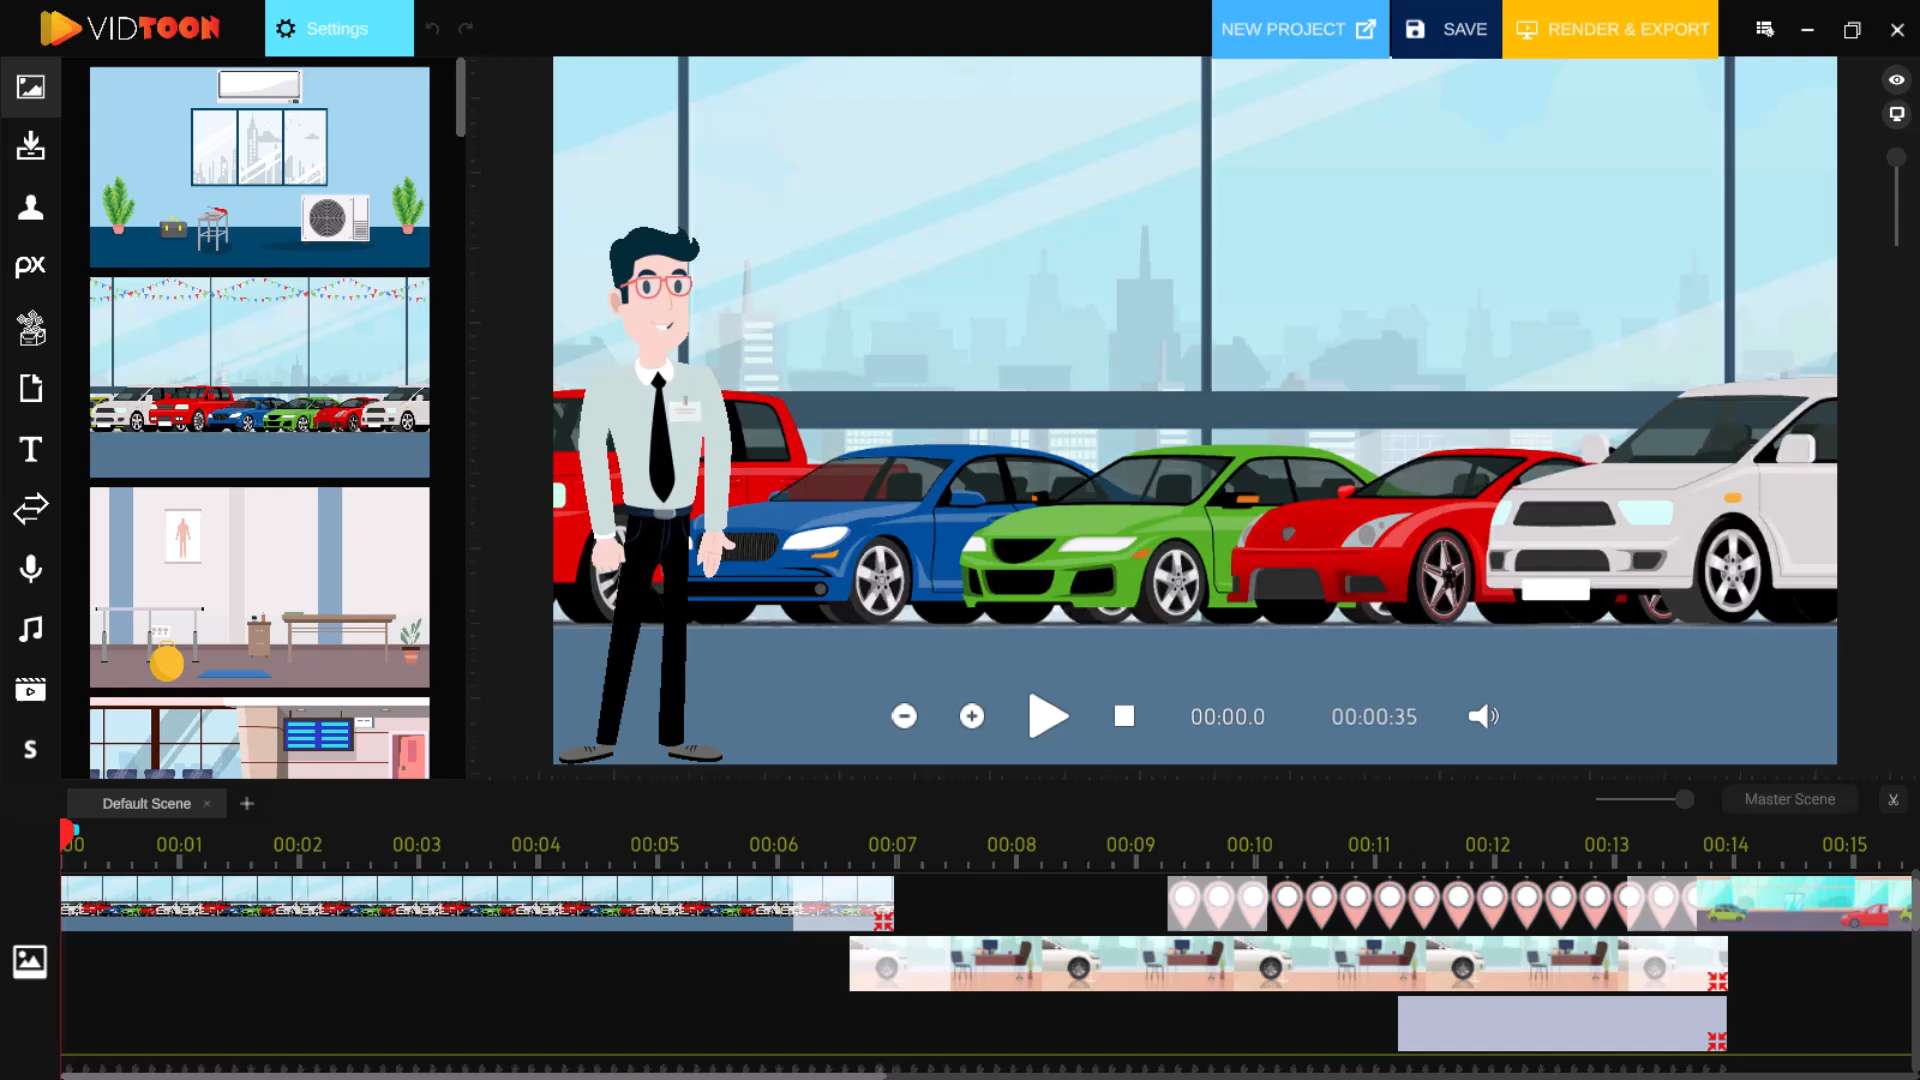 VIDTOON
Settings
NEW PROJECT
SAVE
RENDER & EXPORT
px
T
S
00:00.0
00:00:35
Default Scene ×
Master Scene
00
00:01
00:02
00:03
00:04
00:05
00:06
00:07
00:08
00:09
00:10
00:11
00:12
00:13
00:14
00:15